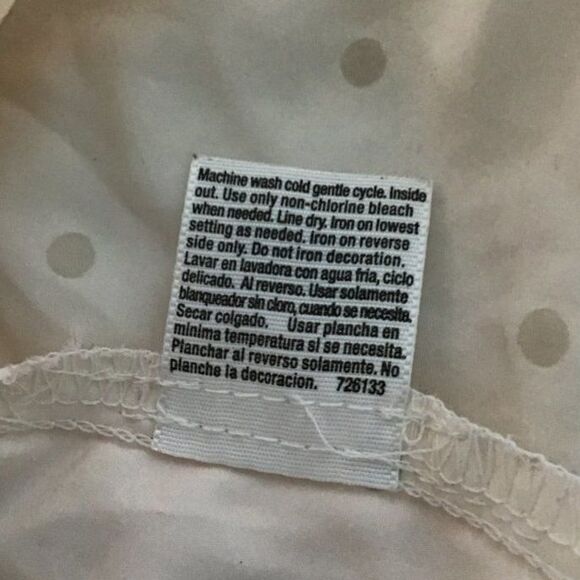 Machine wash cold gentle cycle. Inside
out. Use only non-chlorine bleach
when needed. Line dry. Iron on lowest
setting as needed. Iron on reverse
side only. Do not iron decoration.
Lavar en lavadora con agua fria, ciclo
delicado. Al reverso. Usar solamente
blanqueador sin cloro, cuando se necesita.
Secar colgado. Usar plancha en
minima temperatura si se necesita.
Planchar al reverso solamente. No
planche la decoracion. 726133